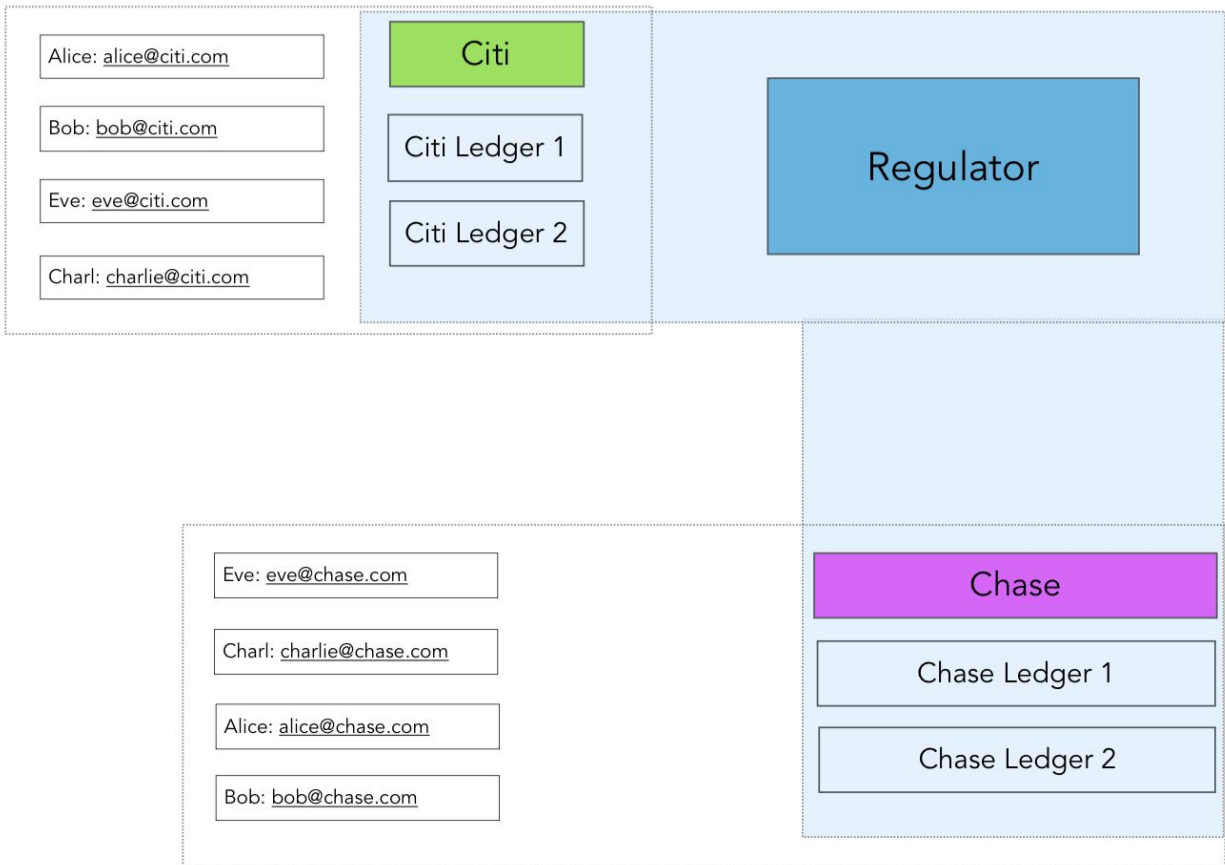 Alice: alice@citi.com
Bob: bob@citi.com
Eve: eve@citi.com
Charl: charlie@citi.com
Citi
Citi Ledger 1
Citi Ledger 2
Regulator
Eve: eve@chase.com
Charl: charlie@chase.com
Alice: alice@chase.com
Bob: bob@chase.com
Chase
Chase Ledger 1
Chase Ledger 2